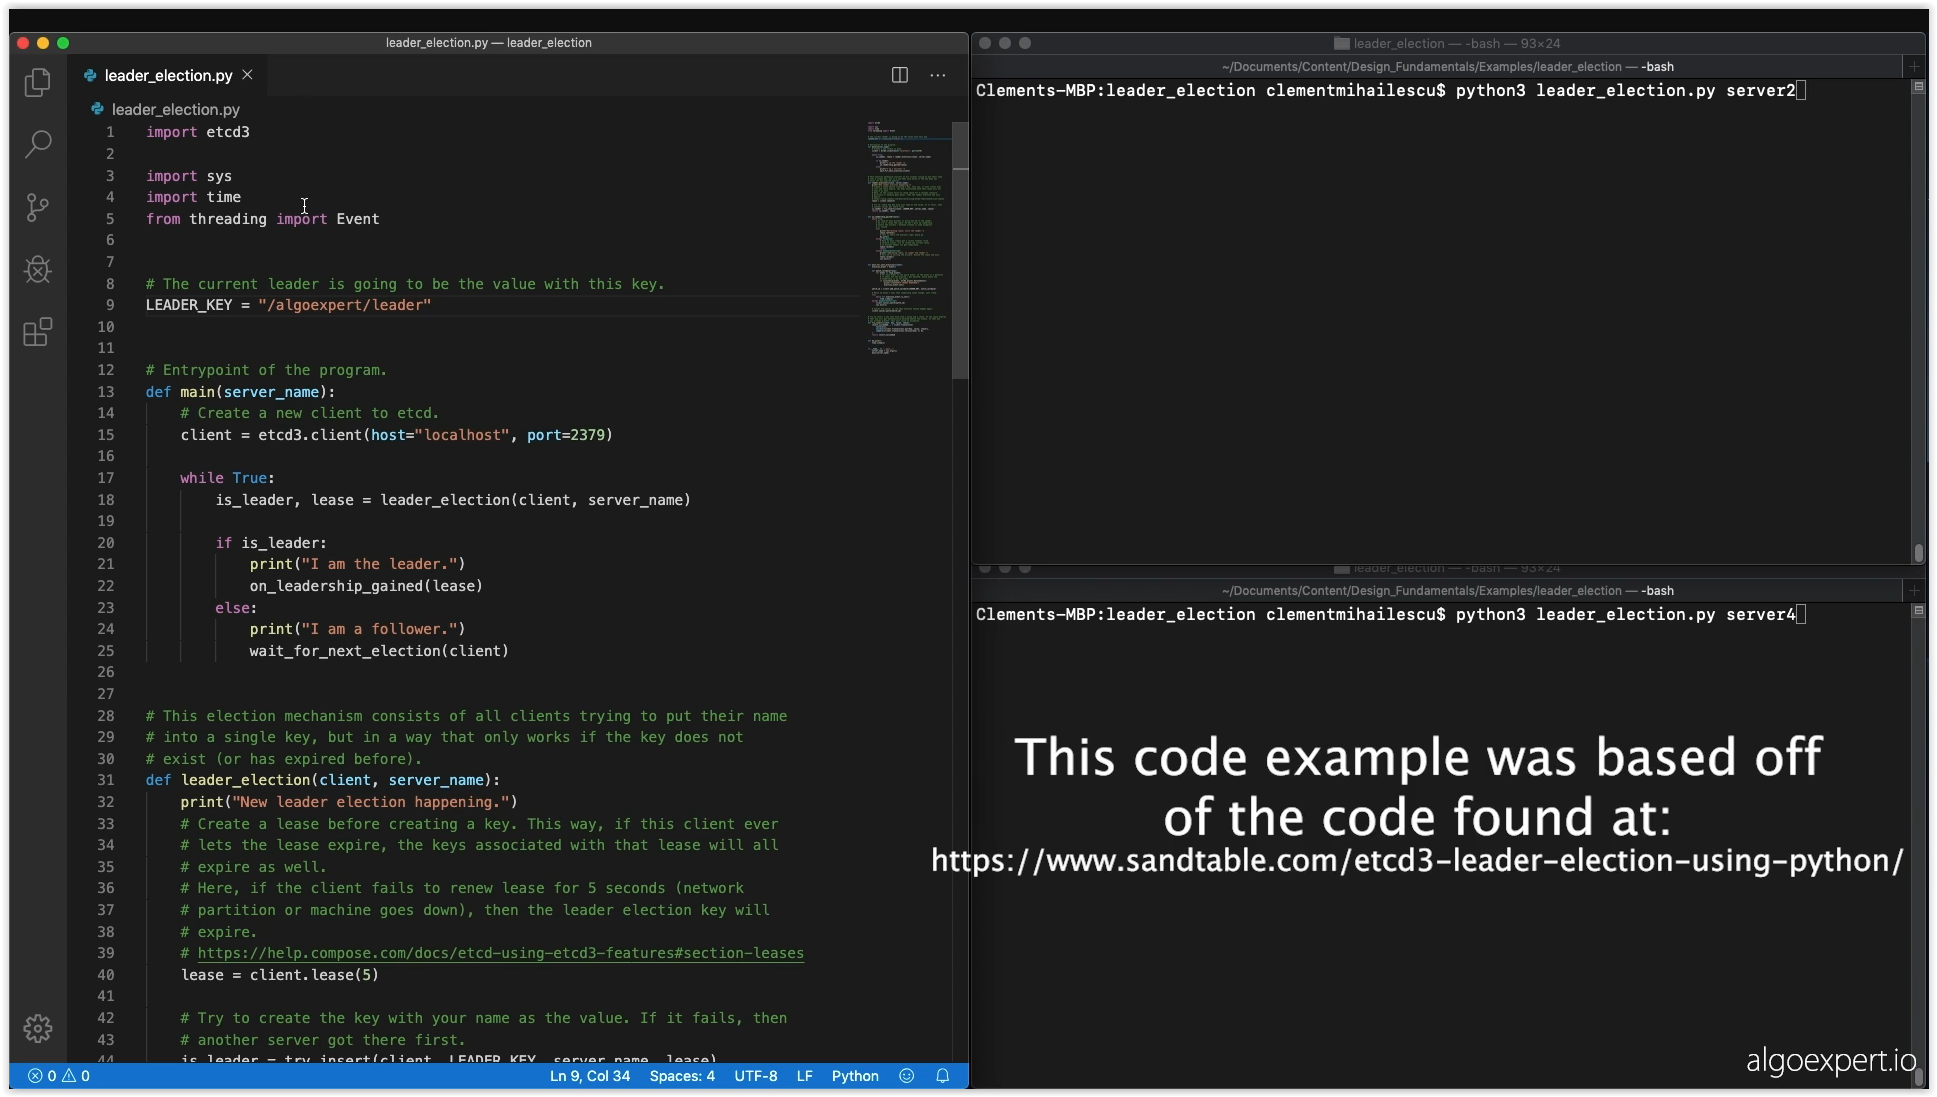 leader_election.py — leader_election
leader_election.py
leader_election.py
1 import etcd3
2
3 import sys
4 import time
5 from threading import Event
6
7
8 # The current leader is going to be the value with this key.
9 LEADER_KEY = "/algoexpert/leader"
10
11
12 # Entrypoint of the program.
13 def main(server_name):
14 # Create a new client to etcd.
15 client = etcd3.client(host="localhost", port=2379)
16
17 while True:
18 is_leader, lease = leader_election(client, server_name)
19
20 if is_leader:
21 print("I am the leader.")
22 on_leadership_gained(lease)
23 else:
24 print("I am a follower.")
25 wait_for_next_election(client)
26
27
28 # This election mechanism consists of all clients trying to put their name
29 # into a single key, but in a way that only works if the key does not
30 # exist (or has expired before).
31 def leader_election(client, server_name):
32 print("New leader election happening.")
33 # Create a lease before creating a key. This way, if this client ever
34 # lets the lease expire, the keys associated with that lease will all
35 # expire as well.
36 # Here, if the client fails to renew lease for 5 seconds (network
37 # partition or machine goes down), then the leader election key will
38 # expire.
39 # https://help.compose.com/docs/etcd-using-etcd3-features#section-leases
40 lease = client.lease(5)
41
42 # Try to create the key with your name as the value. If it fails, then
43 # another server got there first.
44 is_leader = try_insert(client, LEADER_KEY, server_name, lease)
0 0 Ln 9, Col 34 Spaces: 4 UTF-8 LF Python
leader_election — -bash — 93×24
~/Documents/Content/Design_Fundamentals/Examples/leader_election — -bash
Clements-MBP:leader_election clementmihailescu$ python3 leader_election.py server2
leader_election — -bash — 93×24
~/Documents/Content/Design_Fundamentals/Examples/leader_election — -bash
Clements-MBP:leader_election clementmihailescu$ python3 leader_election.py server4
This code example was based off
of the code found at:
https://www.sandtable.com/etcd3-leader-election-using-python/
algoexpert.io